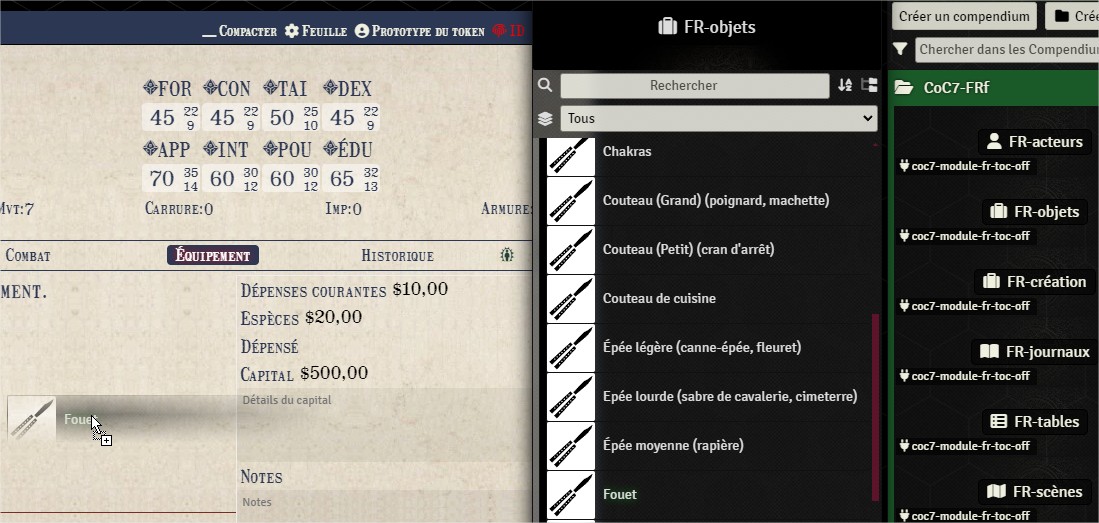 Compacter Feuille Prototype du token ID
FOR CON TAI DEX
45 22 9 45 22 9 50 25 10 45 22 9
APP INT POU ÉDU
70 35 14 60 30 12 60 30 12 65 32 13
Mvt:7 Carrure:0 Imp:0 Armure:
Combat Équipement Historique
MENT.
Dépenses courantes $10,00
Espèces $20,00
Dépensé
Capital $500,00
Détails du capital
Fouet
Notes
Notes
FR-objets
Rechercher
Tous
Chakras
Couteau (Grand) (poignard, machette)
Couteau (Petit) (cran d'arrêt)
Couteau de cuisine
Épée légère (canne-épée, fleuret)
Epée lourde (sabre de cavalerie, cimeterre)
Épée moyenne (rapière)
Fouet
Créer un compendium Crée
Chercher dans les Compendiu
CoC7-FRf
FR-acteurs
coc7-module-fr-toc-off
FR-objets
coc7-module-fr-toc-off
FR-création
coc7-module-fr-toc-off
FR-journaux
coc7-module-fr-toc-off
FR-tables
coc7-module-fr-toc-off
FR-scènes
coc7-module-fr-toc-off